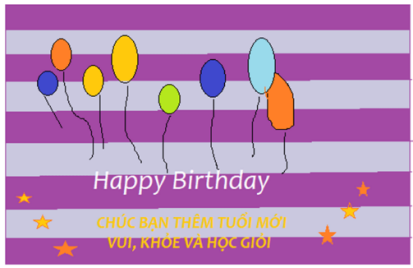 Happy Birthday
CHÚC BẠN THÊM TUỔI MỚI
VUI, KHỎE VÀ HỌC GIỎI